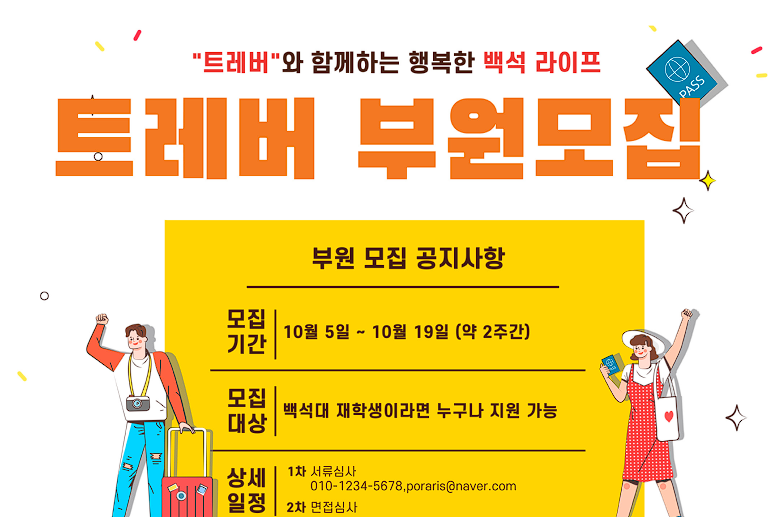 "트레버"와 함께하는 행복한 백석 라이프
PASS
트레버 부원모집
부원 모집 공지사항
모집
기간
10월 5일 ~ 10월 19일 (약 2주간)
모집
대상
백석대 재학생이라면 누구나 지원 가능
상세
일정
1차 서류심사
010-1234-5678,poraris@naver.com
2차 면접심사